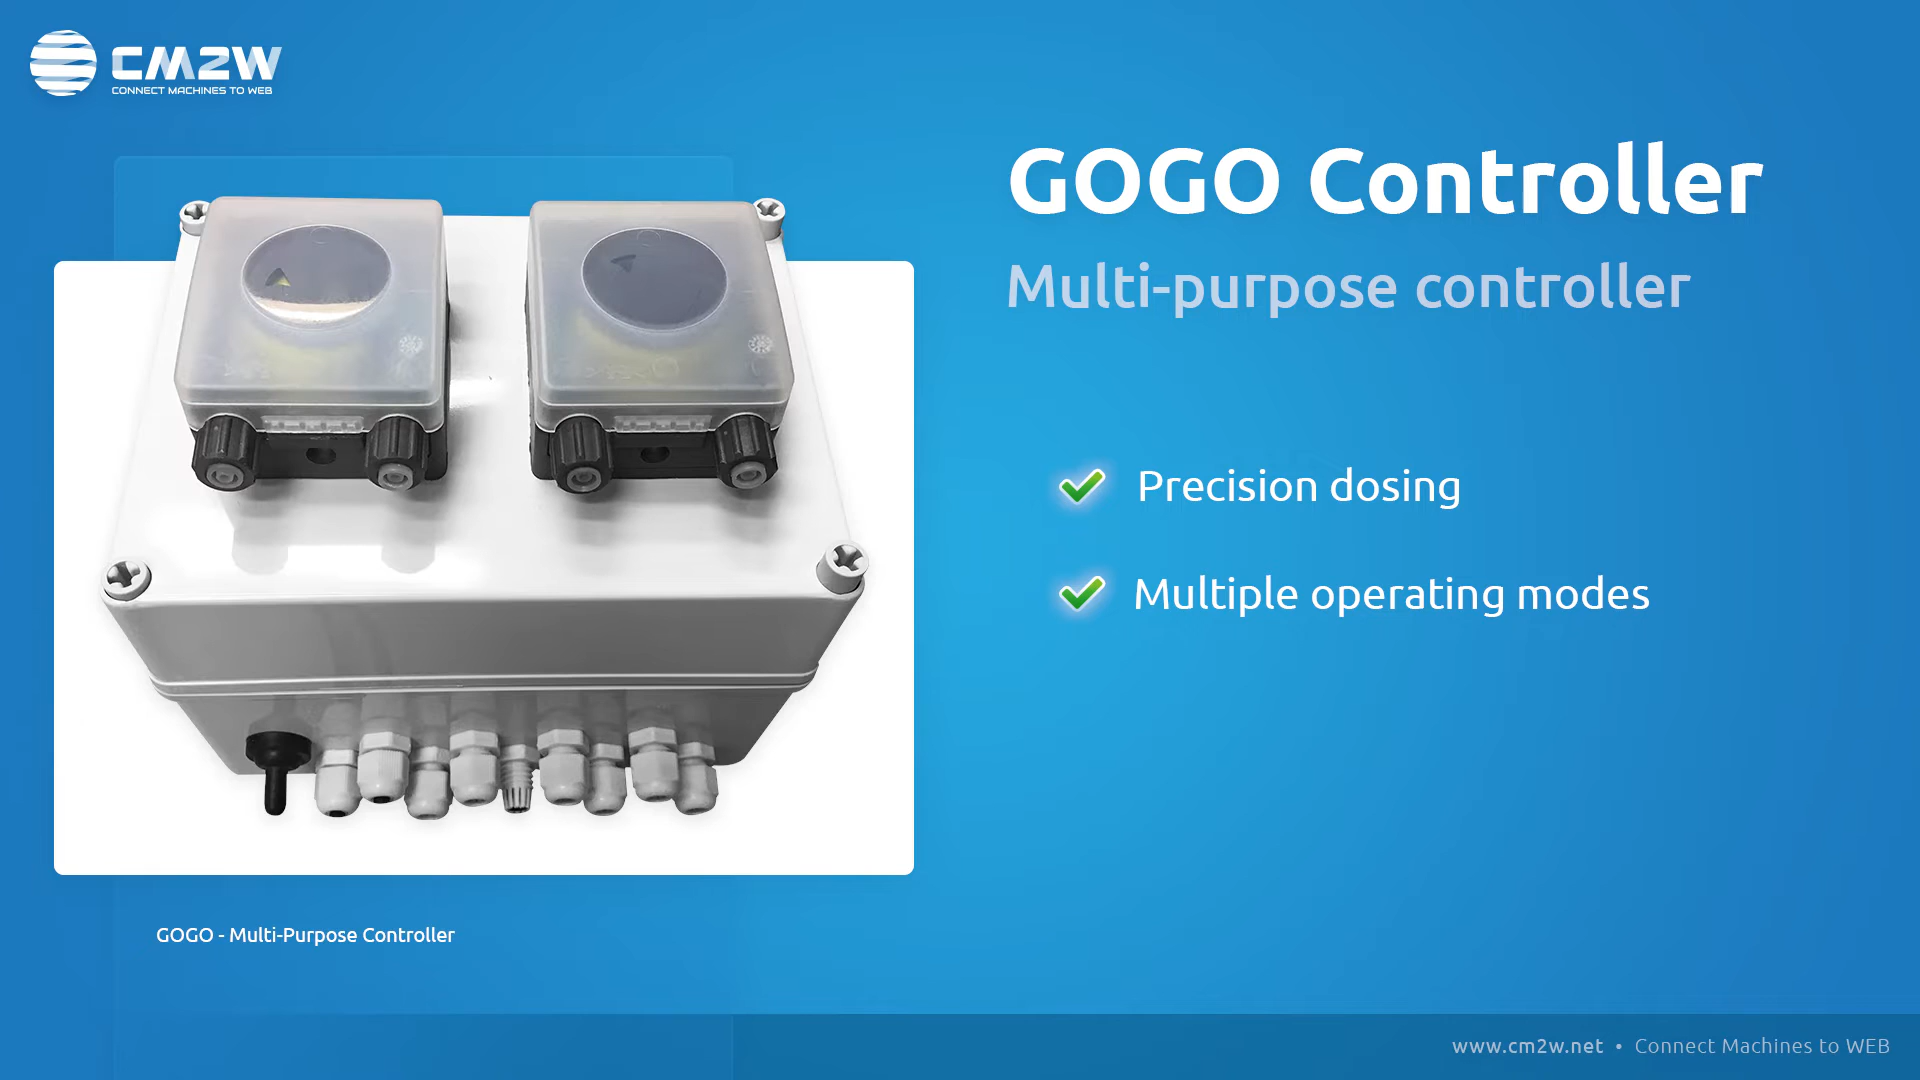 CM2W
CONNECT MACHINES TO WEB
GOGO Controller
Multi-purpose controller
Precision dosing
Multiple operating modes
GOGO - Multi-Purpose Controller
www.cm2w.net • Connect Machines to WEB